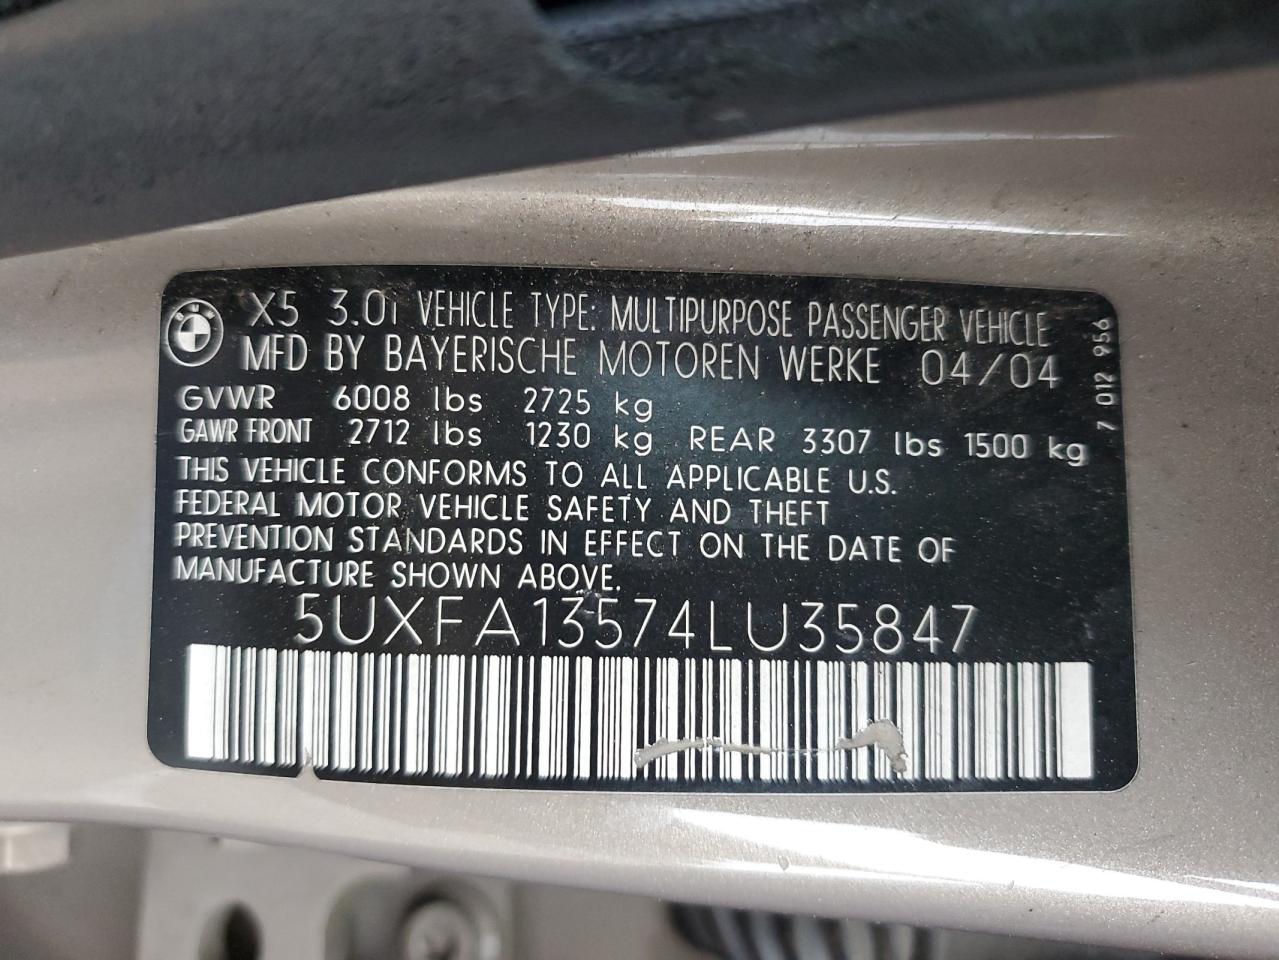 X5 3.0i VEHICLE TYPE: MULTIPURPOSE PASSENGER VEHICLE
MFD BY BAYERISCHE MOTOREN WERKE 04/04
GVWR 6008 lbs 2725 kg
GAWR FRONT 2712 lbs 1230 kg REAR 3307 lbs 1500 kg
THIS VEHICLE CONFORMS TO ALL APPLICABLE U.S.
FEDERAL MOTOR VEHICLE SAFETY AND THEFT
PREVENTION STANDARDS IN EFFECT ON THE DATE OF
MANUFACTURE SHOWN ABOVE.
5UXFA13574LU35847
7 012 956